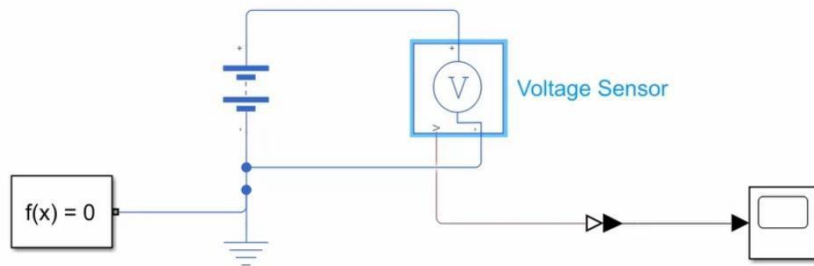 +
+
V
Voltage Sensor
V
-
-
f(x) = 0